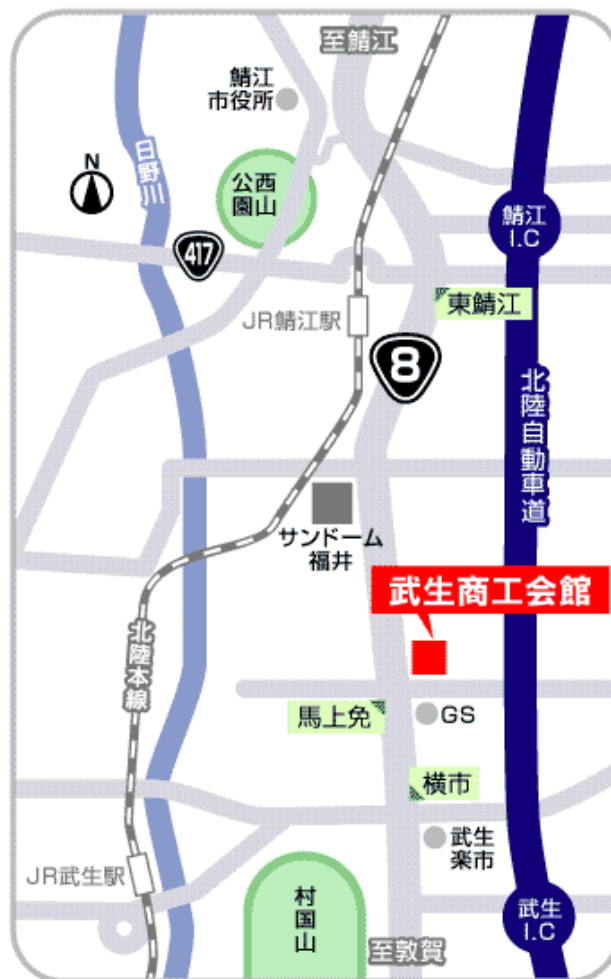 至鯖江
鯖江
市役所
N
日野川
公西
園山
417
鯖江
I.C
東鯖江
JR鯖江駅
8
北陸自動車道
サンドーム
福井
武生商工会館
北陸本線
馬上免
GS
横市
武生
楽市
JR武生駅
村国山
武生
I.C
至敦賀